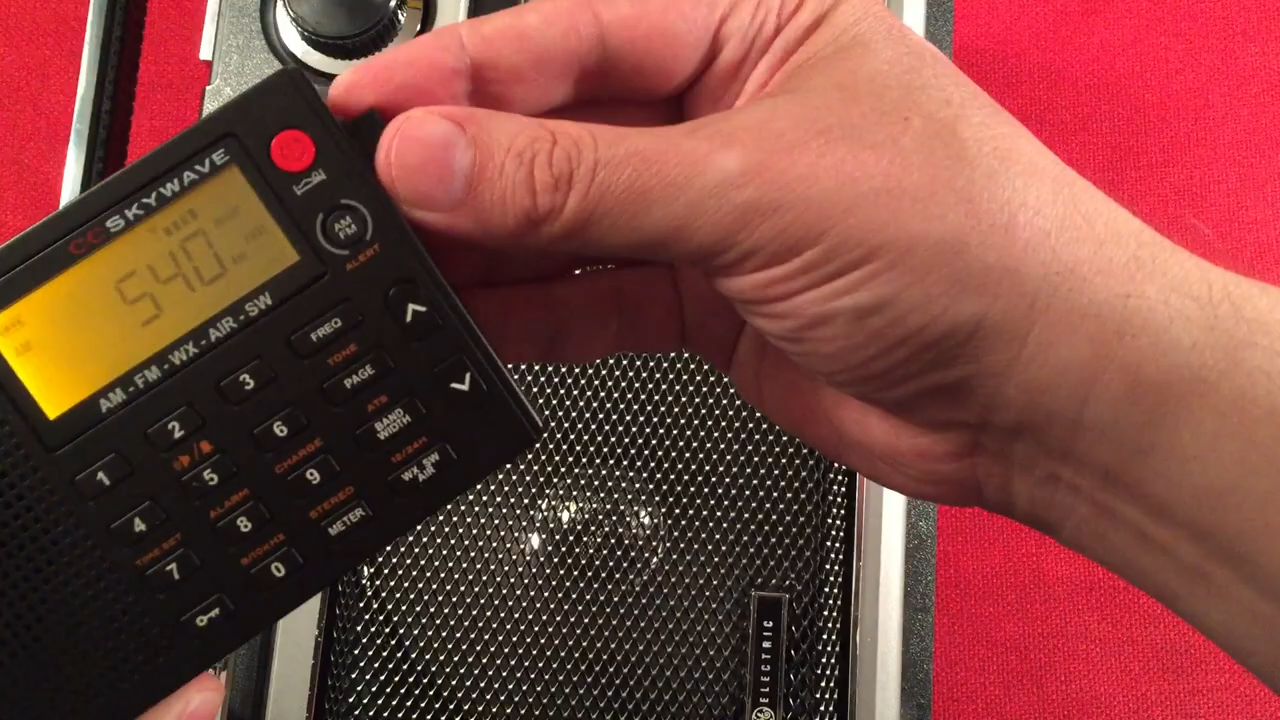 CCSKYWAVE
540
AM - FM - WX - AIR - SW
AM
FM
ALERT
FREQ
TONE
PAGE
ATS
BAND
WIDTH
12/24H
WX SW
AIR
1
2
3
4
5
6
CHARGE
ALARM
STEREO
TIME SET
7
8
9
METER
9/10KHZ
0
ELECTRIC